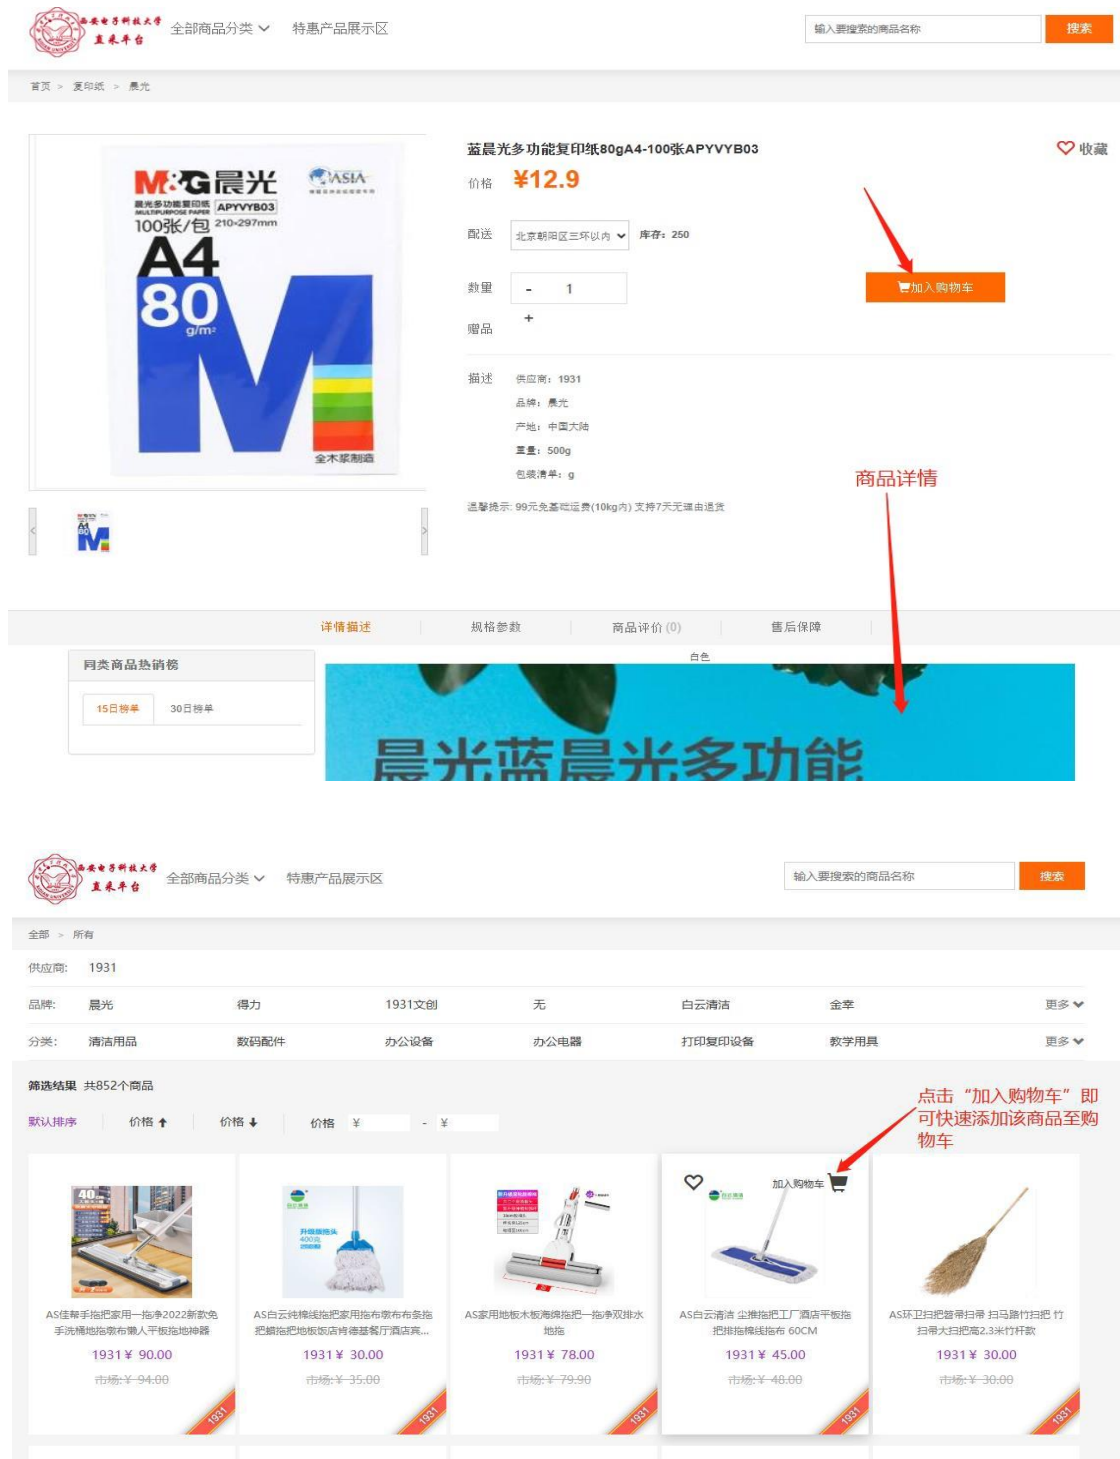 西安电子科技大学
直采平台
全部商品分类
特惠产品展示区
输入要搜索的商品名称
搜索
首页 > 复印纸 > 晨光
M&G晨光
ASIA
晨光多功能复印纸
MULTIPURPOSE PAPER
APYVYB03
100张/包 210×297mm
A4
80
g/m²
全木浆制造
蓝晨光多功能复印纸80gA4-100张APYVYB03
收藏
价格 ¥12.9
配送 北京朝阳区三环以内 库存：250
数量 - 1
+
加入购物车
赠品
描述 供应商：1931
品牌：晨光
产地：中国大陆
重量：500g
包装清单：g
温馨提示: 99元免基础运费(10kg内) 支持7天无理由退货
商品详情
详情描述 规格参数 商品评价(0) 售后保障
同类商品热销榜
15日榜单 30日榜单
白色
晨光蓝晨光多功能
西安电子科技大学
直采平台
全部商品分类
特惠产品展示区
输入要搜索的商品名称
搜索
全部 > 所有
供应商: 1931
品牌: 晨光 得力 1931文创 无 白云清洁 金幸 更多
分类: 清洁用品 数码配件 办公设备 办公电器 打印复印设备 教学用具 更多
筛选结果 共852个商品
默认排序 价格 价格 价格 ¥ - ¥
点击“加入购物车”即
可快速添加该商品至购
物车
加入购物车
40
升级版拖头
400克
白云清洁
AS佳帮手拖把家用一拖净2022新款免
手洗桶地拖墩布懒人平板拖地神器
1931¥ 90.00
市场:¥ 94.00
1931
AS白云纯棉线拖把家用拖布墩布布条拖
把蜡拖把地板饭店肯德基餐厅酒店宾...
1931¥ 30.00
市场:¥ 35.00
1931
AS家用地板木板海绵拖把一拖净双排水
地拖
1931¥ 78.00
市场:¥ 79.90
1931
AS白云清洁 尘推拖把工厂酒店平板拖
把排拖棉线拖布 60CM
1931¥ 45.00
市场:¥ 48.00
1931
AS环卫扫把笤帚扫帚 扫马路竹扫把 竹
扫帚大扫把高2.3米竹杆款
1931¥ 30.00
市场:¥ 30.00
1931